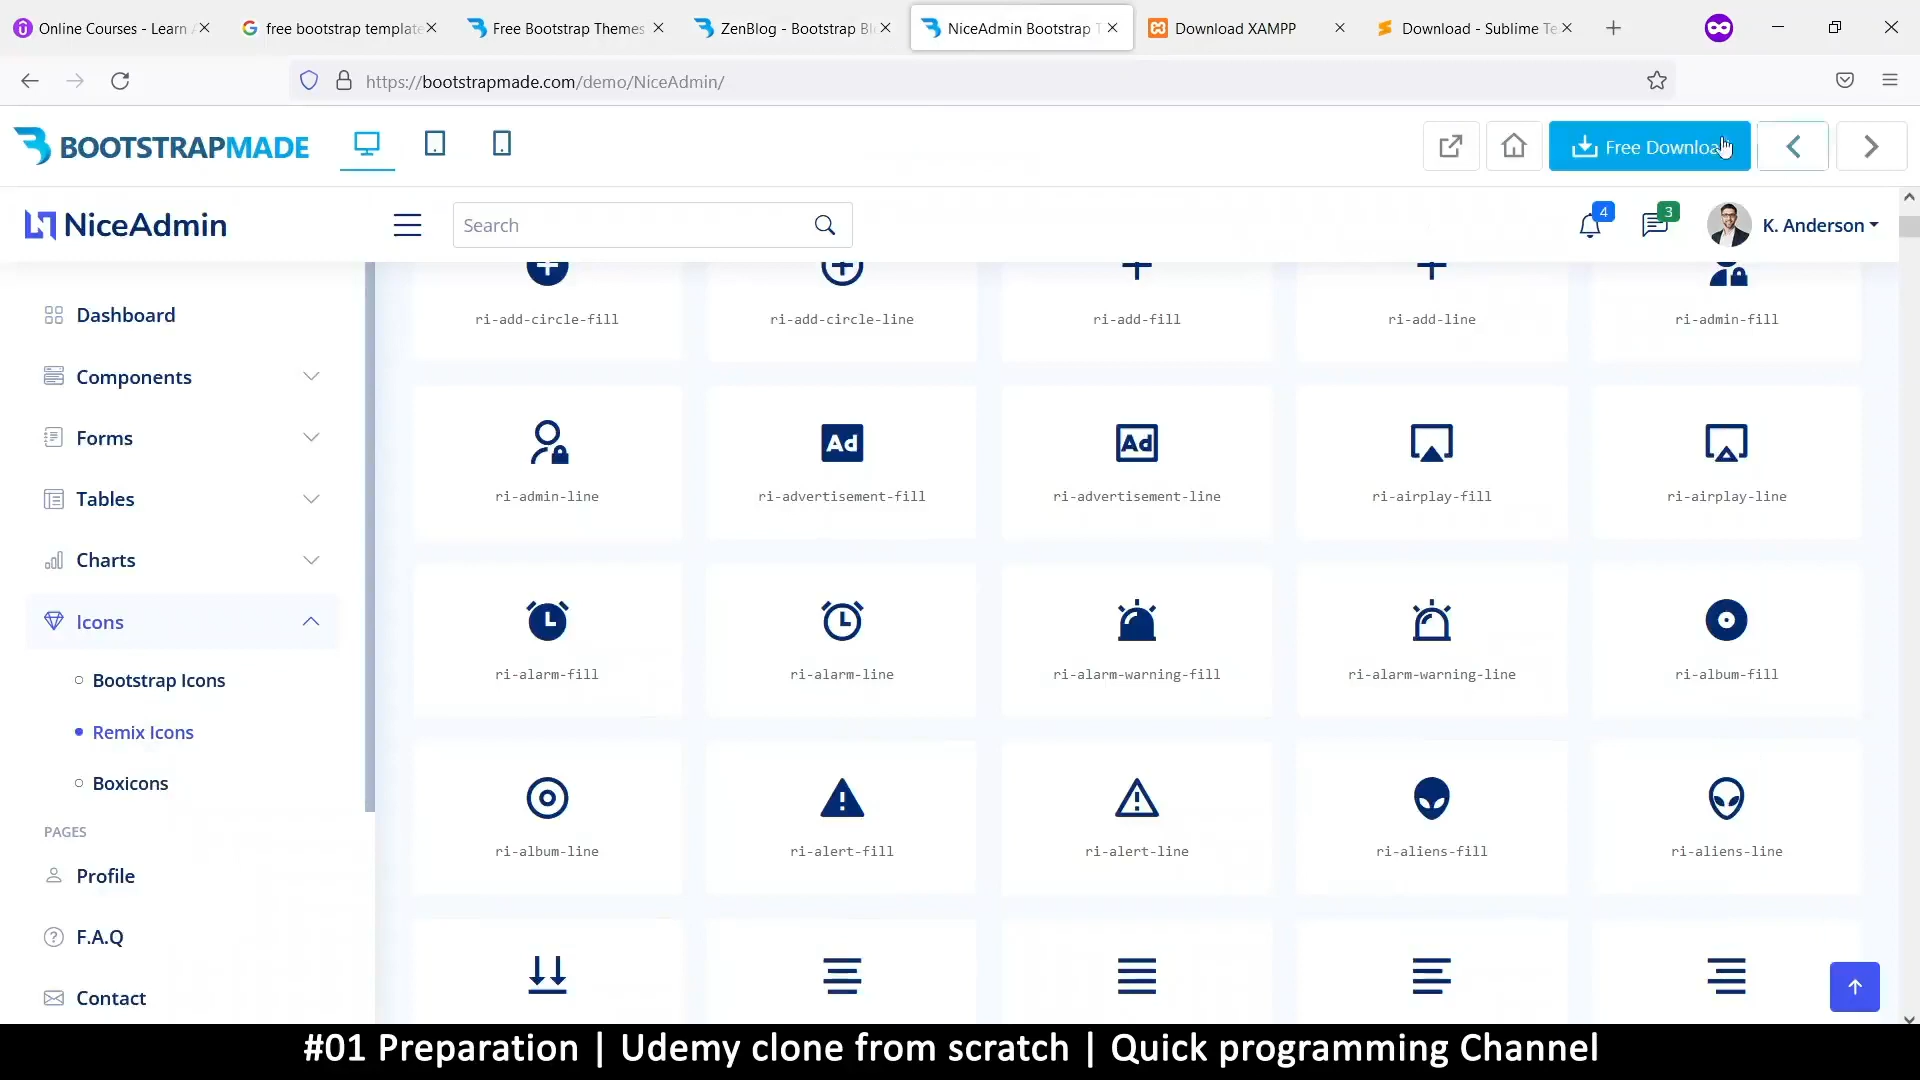 Online Courses - Learn A
free bootstrap template
Free Bootstrap Themes
ZenBlog - Bootstrap Bl
NiceAdmin Bootstrap T
Download XAMPP
Download - Sublime Te
https://bootstrapmade.com/demo/NiceAdmin/
BOOTSTRAPMADE
Free Download
NiceAdmin
Search
4
3
K. Anderson
Dashboard
Components
Forms
Tables
Charts
Icons
Bootstrap Icons
Remix Icons
Boxicons
PAGES
Profile
F.A.Q
Contact
ri-add-circle-fill
ri-add-circle-line
ri-add-fill
ri-add-line
ri-admin-fill
Ad
Ad
ri-admin-line
ri-advertisement-fill
ri-advertisement-line
ri-airplay-fill
ri-airplay-line
ri-alarm-fill
ri-alarm-line
ri-alarm-warning-fill
ri-alarm-warning-line
ri-album-fill
ri-album-line
ri-alert-fill
ri-alert-line
ri-aliens-fill
ri-aliens-line
#01 Preparation | Udemy clone from scratch | Quick programming Channel